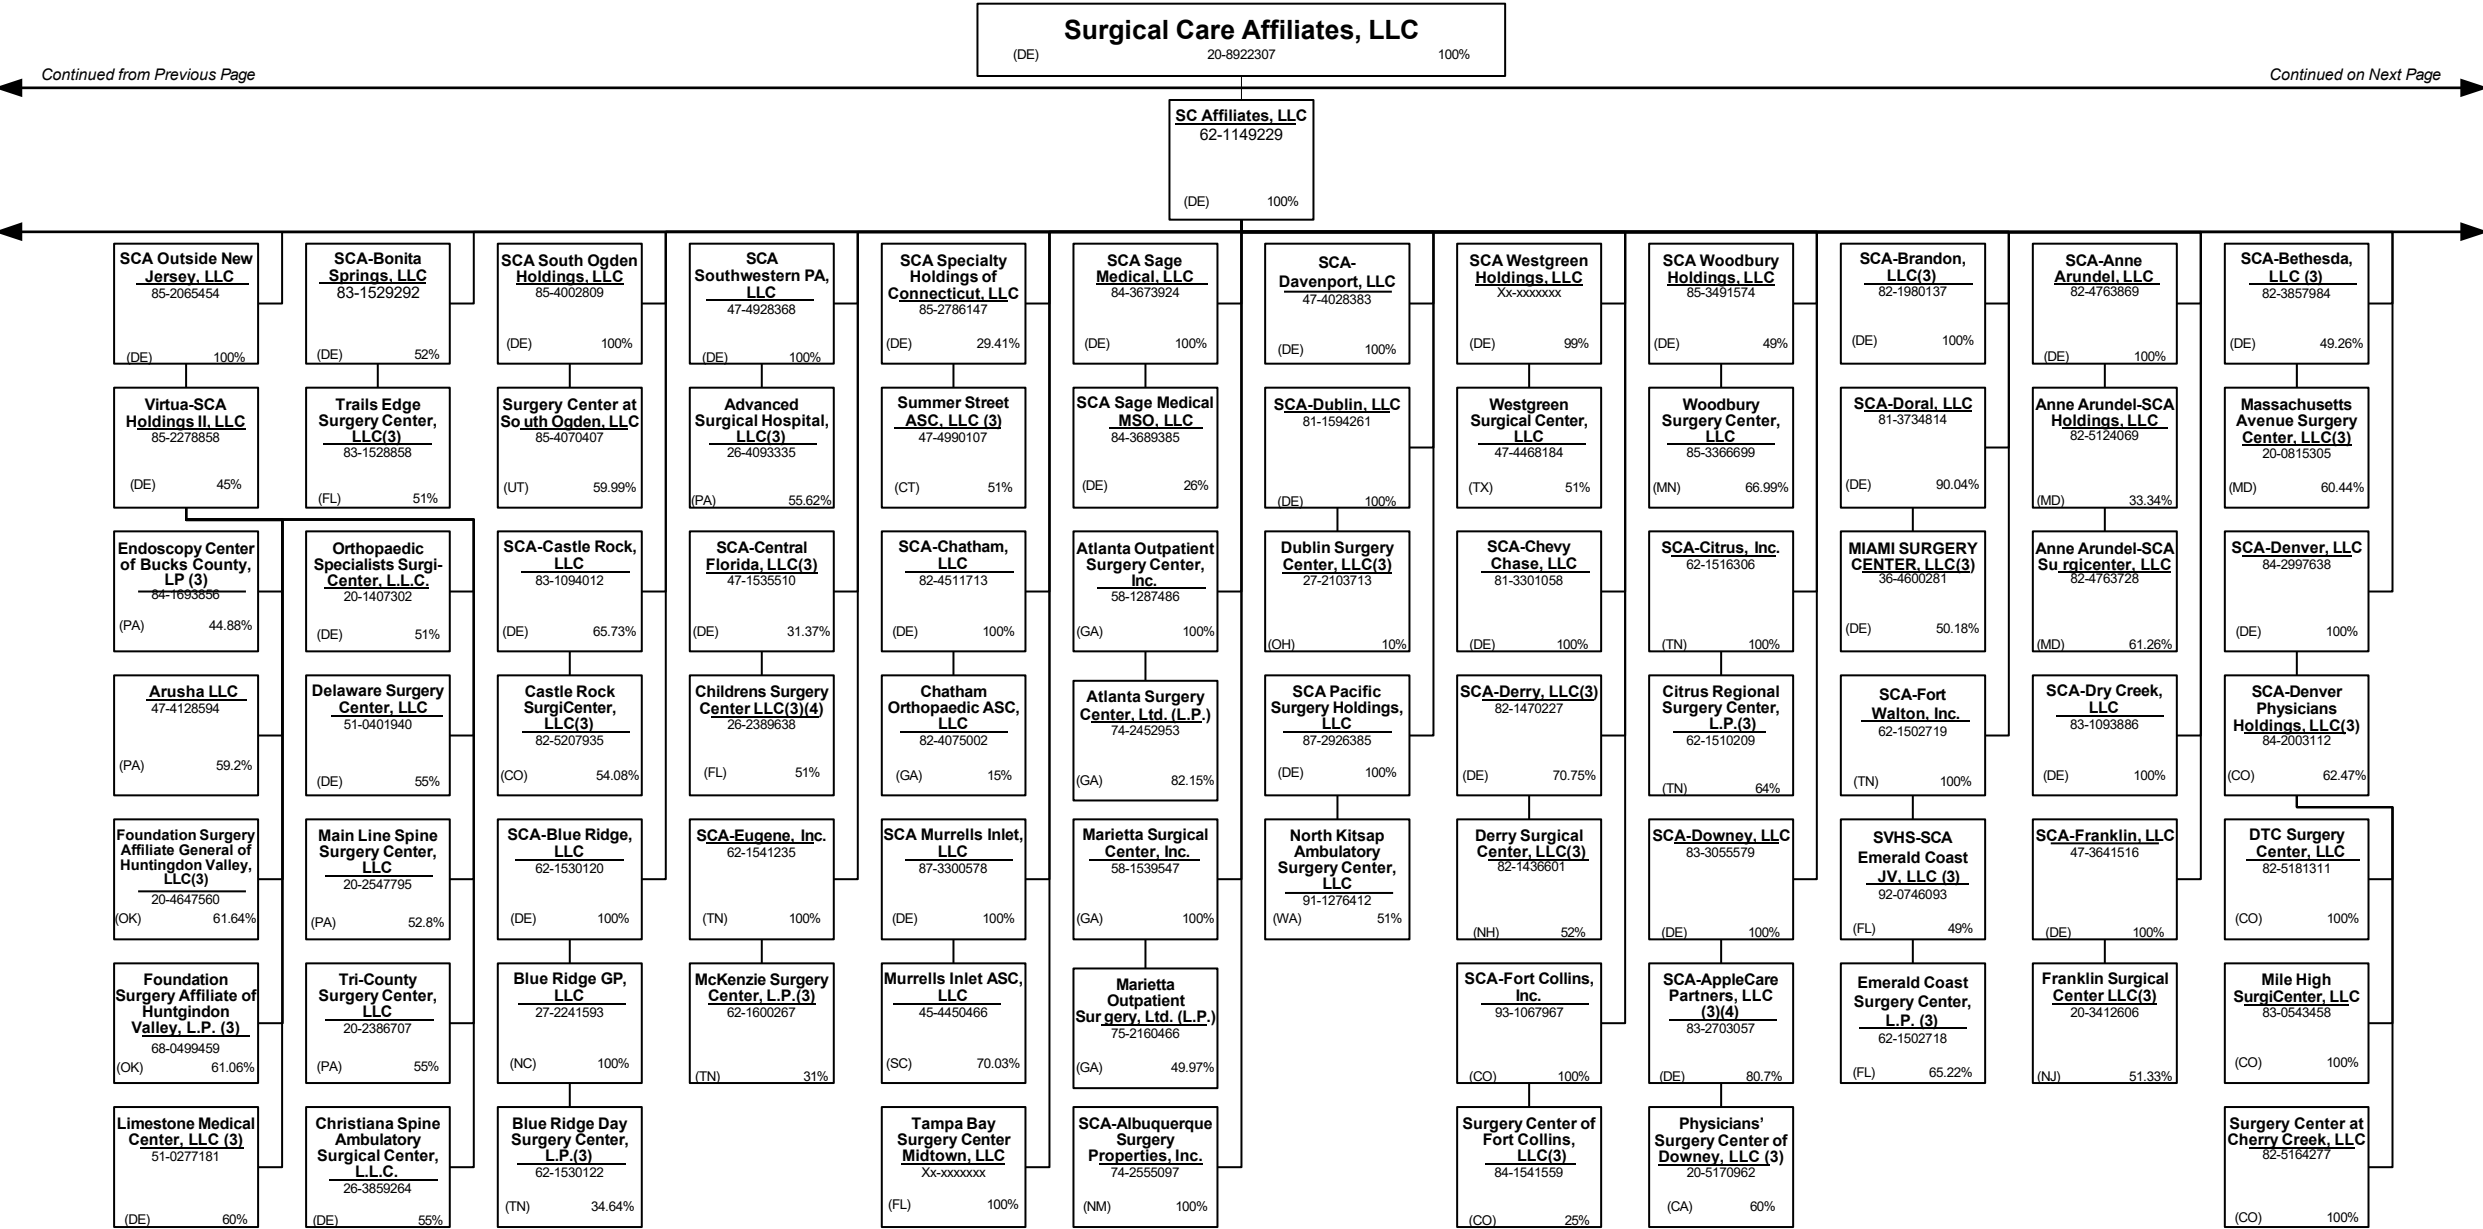 Surgical Care Affiliates, LLC
(DE) 20-8922307 100%
Continued from Previous Page
Continued on Next Page
SC Affiliates, LLC
62-1149229
(DE) 100%
SCA Outside New
Jersey, LLC
85-2065454
(DE) 100%
Virtua-SCA
Holdings II, LLC
85-2278858
(DE) 45%
Endoscopy Center
of Bucks County,
LP (3)
84-1693856
(PA) 44.88%
Arusha LLC
47-4128594
(PA) 59.2%
Foundation Surgery
Affiliate General of
Huntingdon Valley,
LLC(3)
20-4647560
(OK) 61.64%
Foundation
Surgery Affiliate of
Huntgindon
Valley, L.P. (3)
68-0499459
(OK) 61.06%
Limestone Medical
Center, LLC (3)
51-0277181
(DE) 60%
SCA-Bonita
Springs, LLC
83-1529292
(DE) 52%
Trails Edge
Surgery Center,
LLC(3)
83-1528858
(FL) 51%
Orthopaedic
Specialists Surgi-
Center, L.L.C.
20-1407302
(DE) 51%
Delaware Surgery
Center, LLC
51-0401940
(DE) 55%
Main Line Spine
Surgery Center,
LLC
20-2547795
(PA) 52.8%
Tri-County
Surgery Center,
LLC
20-2386707
(PA) 55%
Christiana Spine
Ambulatory
Surgical Center,
L.L.C.
26-3859264
(DE) 55%
SCA South Ogden
Holdings, LLC
85-4002809
(DE) 100%
Surgery Center at
South Ogden, LLC
85-4070407
(UT) 59.99%
SCA-Castle Rock,
LLC
83-1094012
(DE) 65.73%
Castle Rock
SurgiCenter,
LLC(3)
82-5207935
(CO) 54.08%
SCA-Blue Ridge,
LLC
62-1530120
(DE) 100%
Blue Ridge GP,
LLC
27-2241593
(NC) 100%
Blue Ridge Day
Surgery Center,
L.P.(3)
62-1530122
(TN) 34.64%
SCA
Southwestern PA,
LLC
47-4928368
(DE) 100%
Advanced
Surgical Hospital,
LLC(3)
26-4093335
(PA) 55.62%
SCA-Central
Florida, LLC(3)
47-1535510
(DE) 31.37%
Childrens Surgery
Center LLC(3)(4)
26-2389638
(FL) 51%
SCA-Eugene, Inc.
62-1541235
(TN) 100%
McKenzie Surgery
Center, L.P.(3)
62-1600267
(TN) 31%
SCA Specialty
Holdings of
Connecticut, LLC
85-2786147
(DE) 29.41%
Summer Street
ASC, LLC (3)
47-4990107
(CT) 51%
SCA-Chatham,
LLC
82-4511713
(DE) 100%
Chatham
Orthopaedic ASC,
LLC
82-4075002
(GA) 15%
SCA Murrells Inlet,
LLC
87-3300578
(DE) 100%
Murrells Inlet ASC,
LLC
45-4450466
(SC) 70.03%
Tampa Bay
Surgery Center
Midtown, LLC
Xx-xxxxxxx
(FL) 100%
SCA Sage
Medical, LLC
84-3673924
(DE) 100%
SCA Sage Medical
MSO, LLC
84-3689385
(DE) 26%
Atlanta Outpatient
Surgery Center,
Inc.
58-1287486
(GA) 100%
Atlanta Surgery
Center, Ltd. (L.P.)
74-2452953
(GA) 82.15%
Marietta Surgical
Center, Inc.
58-1539547
(GA) 100%
Marietta
Outpatient
Surgery, Ltd. (L.P.)
75-2160466
(GA) 49.97%
SCA-Albuquerque
Surgery
Properties, Inc.
74-2555097
(NM) 100%
SCA-
Davenport, LLC
47-4028383
(DE) 100%
SCA-Dublin, LLC
81-1594261
(DE) 100%
Dublin Surgery
Center, LLC(3)
27-2103713
(OH) 10%
SCA Pacific
Surgery Holdings,
LLC
87-2926385
(DE) 100%
North Kitsap
Ambulatory
Surgery Center,
LLC
91-1276412
(WA) 51%
SCA Westgreen
Holdings, LLC
Xx-xxxxxxx
(DE) 99%
Westgreen
Surgical Center,
LLC
47-4468184
(TX) 51%
SCA-Chevy
Chase, LLC
81-3301058
(DE) 100%
SCA-Derry, LLC(3)
82-1470227
(DE) 70.75%
Derry Surgical
Center, LLC(3)
82-1436601
(NH) 52%
SCA-Fort Collins,
Inc.
93-1067967
(CO) 100%
Surgery Center of
Fort Collins,
LLC(3)
84-1541559
(CO) 25%
SCA Woodbury
Holdings, LLC
85-3491574
(DE) 49%
Woodbury
Surgery Center,
LLC
85-3366699
(MN) 66.99%
SCA-Citrus, Inc.
62-1516306
(TN) 100%
Citrus Regional
Surgery Center,
L.P.(3)
62-1510209
(TN) 64%
SCA-Downey, LLC
83-3055579
(DE) 100%
SCA-AppleCare
Partners, LLC
(3)(4)
83-2703057
(DE) 80.7%
Physicians'
Surgery Center of
Downey, LLC (3)
20-5170962
(CA) 60%
SCA-Brandon,
LLC(3)
82-1980137
(DE) 100%
SCA-Doral, LLC
81-3734814
(DE) 90.04%
MIAMI SURGERY
CENTER, LLC(3)
36-4600281
(DE) 50.18%
SCA-Fort
Walton, Inc.
62-1502719
(TN) 100%
SVHS-SCA
Emerald Coast
JV, LLC (3)
92-0746093
(FL) 49%
Emerald Coast
Surgery Center,
L.P. (3)
62-1502718
(FL) 65.22%
SCA-Anne
Arundel, LLC
82-4763869
(DE) 100%
Anne Arundel-SCA
Holdings, LLC
82-5124069
(MD) 33.34%
Anne Arundel-SCA
Surgicenter, LLC
82-4763728
(MD) 61.26%
SCA-Dry Creek,
LLC
83-1093886
(DE) 100%
SCA-Franklin, LLC
47-3641516
(DE) 100%
Franklin Surgical
Center LLC(3)
20-3412606
(NJ) 51.33%
SCA-Bethesda,
LLC (3)
82-3857984
(DE) 49.26%
Massachusetts
Avenue Surgery
Center, LLC(3)
20-0815305
(MD) 60.44%
SCA-Denver, LLC
84-2997638
(DE) 100%
SCA-Denver
Physicians
Holdings, LLC(3)
84-2003112
(CO) 62.47%
DTC Surgery
Center, LLC
82-5181311
(CO) 100%
Mile High
SurgiCenter, LLC
83-0543458
(CO) 100%
Surgery Center at
Cherry Creek, LLC
82-5164277
(CO) 100%